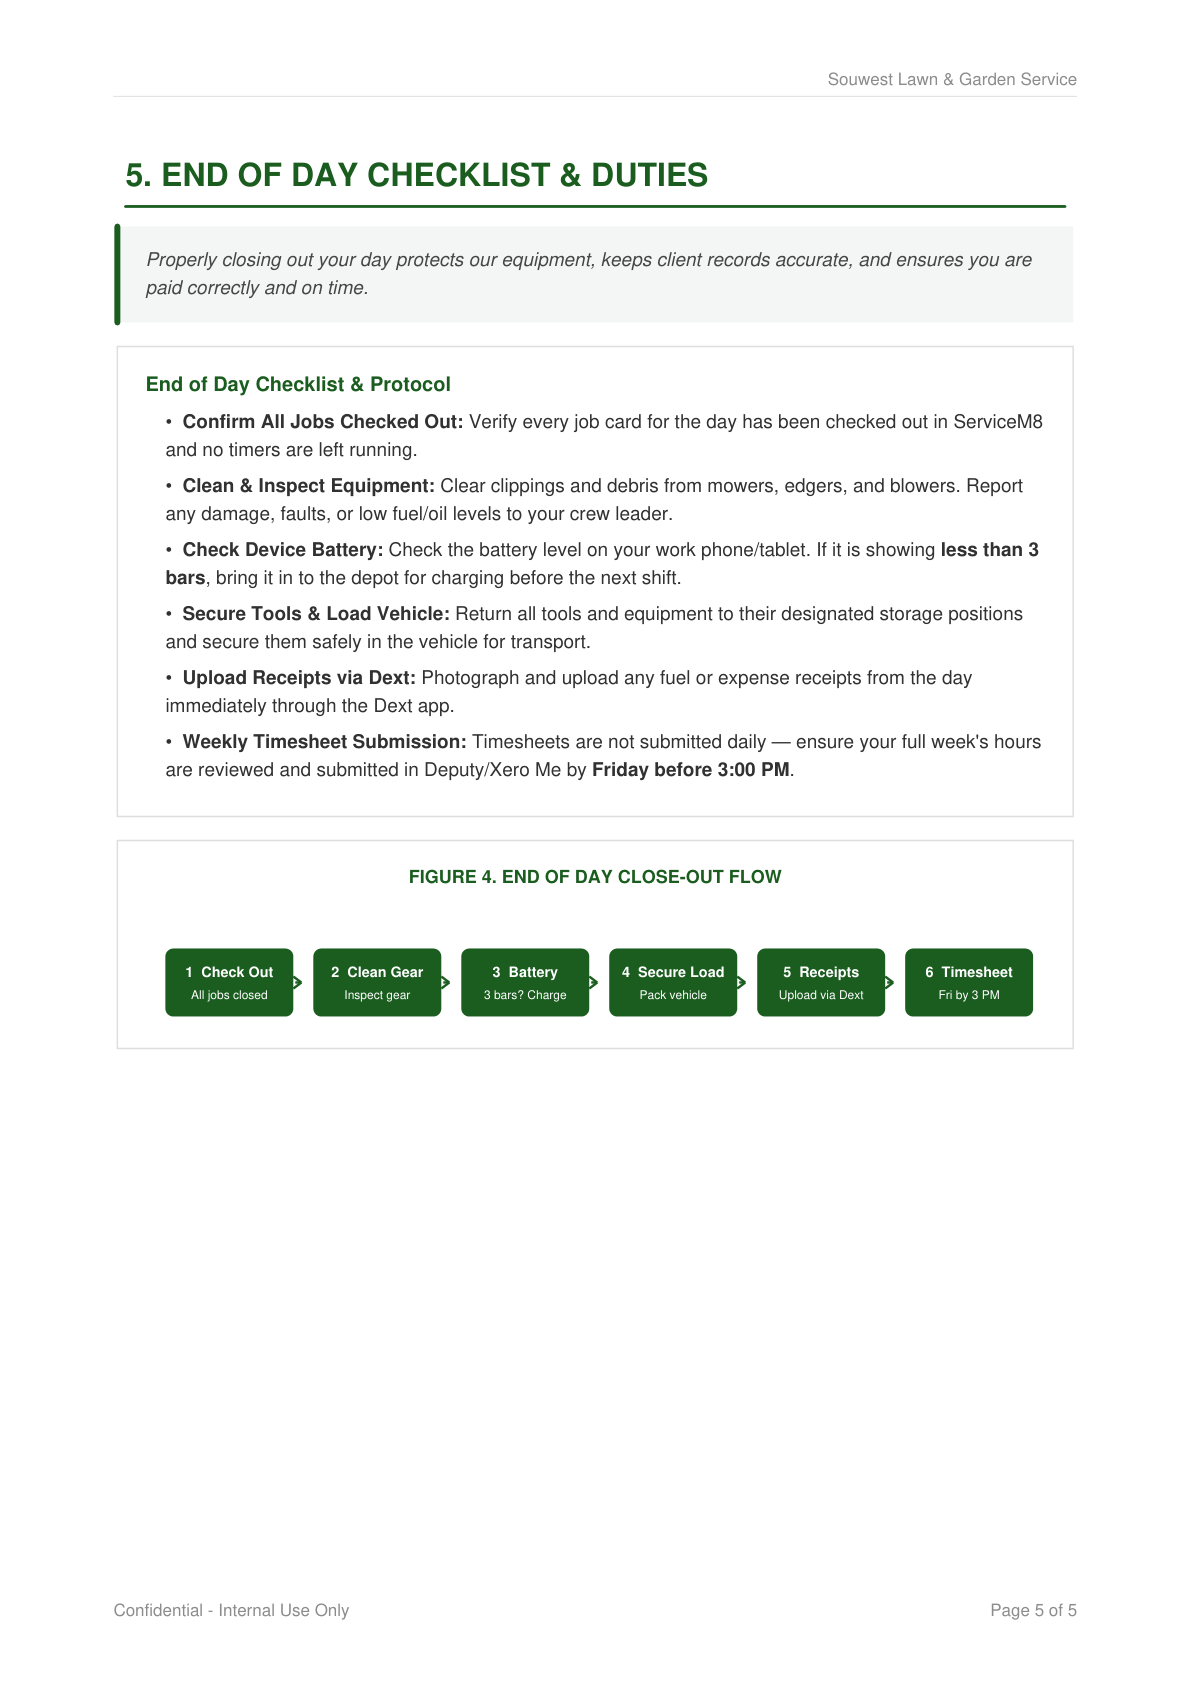 Souwest Lawn & Garden Service
5. END OF DAY CHECKLIST & DUTIES
Properly closing out your day protects our equipment, keeps client records accurate, and ensures you are
paid correctly and on time.
End of Day Checklist & Protocol
• Confirm All Jobs Checked Out: Verify every job card for the day has been checked out in ServiceM8
and no timers are left running.
• Clean & Inspect Equipment: Clear clippings and debris from mowers, edgers, and blowers. Report
any damage, faults, or low fuel/oil levels to your crew leader.
• Check Device Battery: Check the battery level on your work phone/tablet. If it is showing less than 3
bars, bring it in to the depot for charging before the next shift.
• Secure Tools & Load Vehicle: Return all tools and equipment to their designated storage positions
and secure them safely in the vehicle for transport.
• Upload Receipts via Dext: Photograph and upload any fuel or expense receipts from the day
immediately through the Dext app.
• Weekly Timesheet Submission: Timesheets are not submitted daily — ensure your full week's hours
are reviewed and submitted in Deputy/Xero Me by Friday before 3:00 PM.
FIGURE 4. END OF DAY CLOSE-OUT FLOW
1 Check Out
All jobs closed
2 Clean Gear
Inspect gear
3 Battery
3 bars? Charge
4 Secure Load
Pack vehicle
5 Receipts
Upload via Dext
6 Timesheet
Fri by 3 PM
Confidential - Internal Use Only
Page 5 of 5